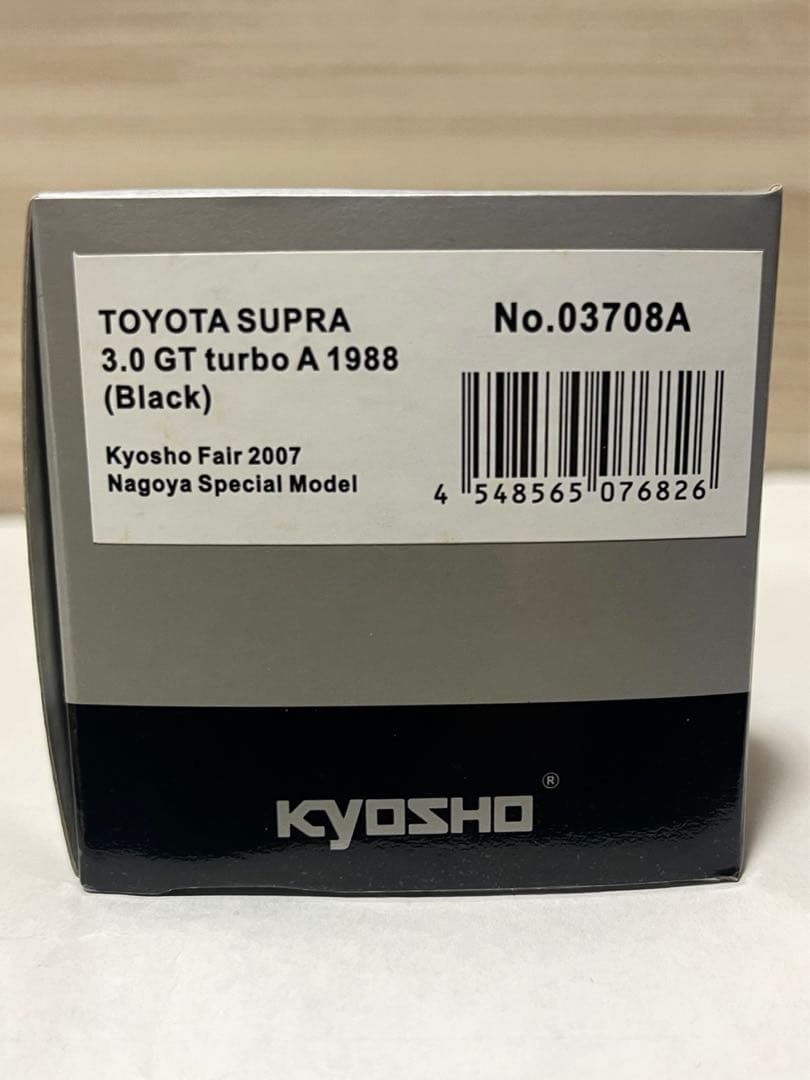 TOYOTA SUPRA
3.0 GT turbo A 1988
(Black)
Kyosho Fair 2007
Nagoya Special Model
No.03708A
4 548565 076826
KYOSHO ®